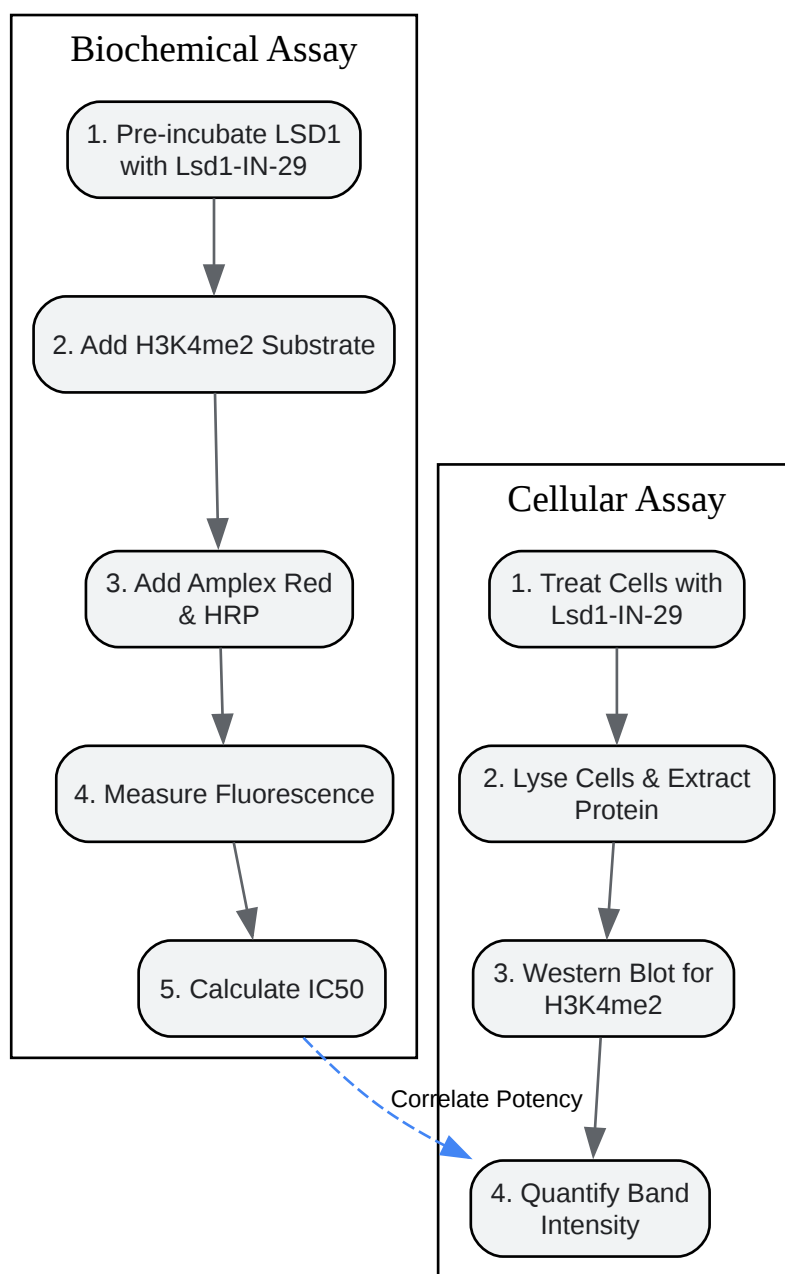 Biochemical Assay
1. Pre-incubate LSD1
with Lsd1-IN-29
2. Add H3K4me2 Substrate
3. Add Amplex Red
& HRP
4. Measure Fluorescence
5. Calculate IC50
Correlate Potency
Cellular Assay
1. Treat Cells with
Lsd1-IN-29
2. Lyse Cells & Extract
Protein
3. Western Blot for
H3K4me2
4. Quantify Band
Intensity